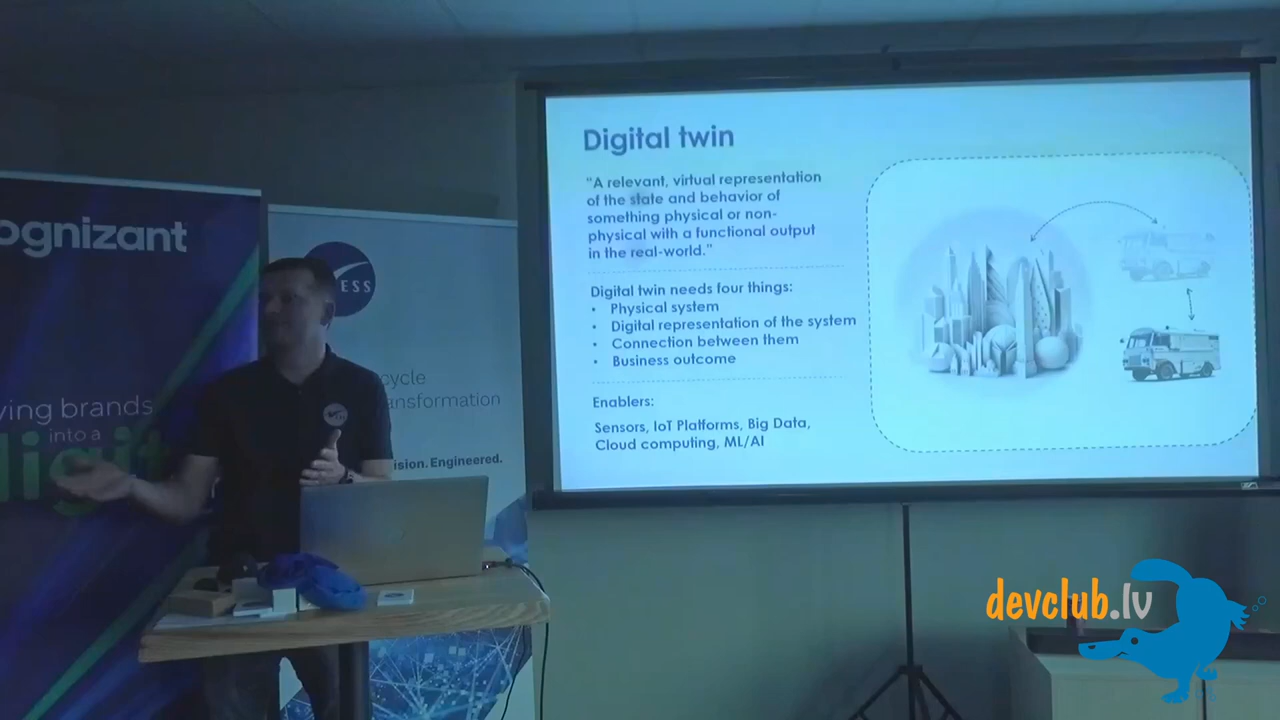 Digital twin
"A relevant, virtual representation
of the state and behavior of
something physical or non-
physical with a functional output
in the real-world."
Digital twin needs four things:
• Physical system
• Digital representation of the system
• Connection between them
• Business outcome
Enablers:
Sensors, IoT Platforms, Big Data,
Cloud computing, ML/AI
ognizant
ving brands
into a
ESS
cycle
ansformation
ision. Engineered.
devclub.lv